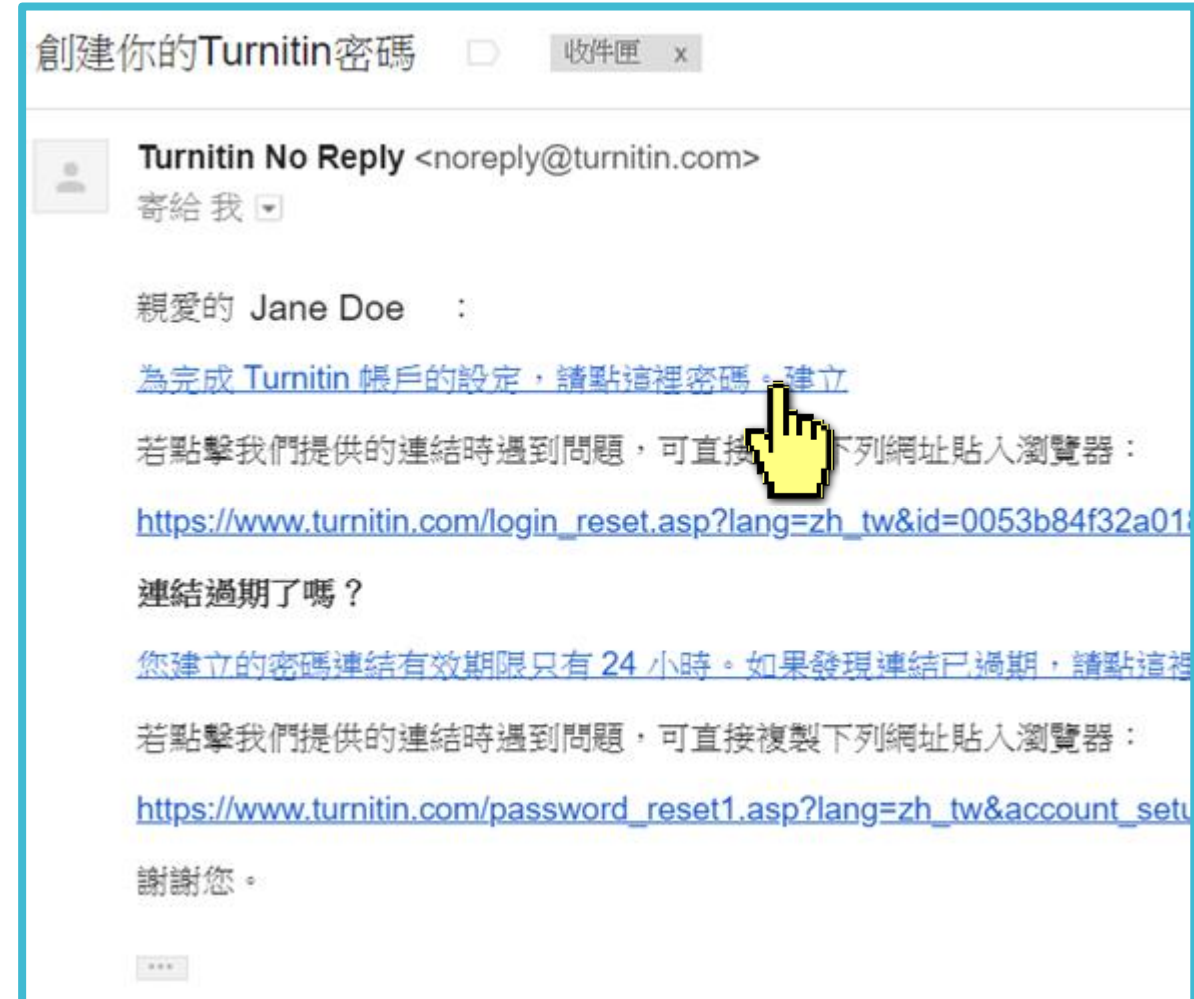 創建你的Turnitin密碼 收件匣 x
Turnitin No Reply <noreply@turnitin.com>
寄給 我
親愛的 Jane Doe ：
為完成 Turnitin 帳戶的設定，請點這裡密碼。建立
若點擊我們提供的連結時遇到問題，可直接 下列網址貼入瀏覽器：
https://www.turnitin.com/login_reset.asp?lang=zh_tw&id=0053b84f32a01
連結過期了嗎？
您建立的密碼連結有效期限只有 24 小時。如果發現連結已過期，請點這裡
若點擊我們提供的連結時遇到問題，可直接複製下列網址貼入瀏覽器：
https://www.turnitin.com/password_reset1.asp?lang=zh_tw&account_setu
謝謝您。